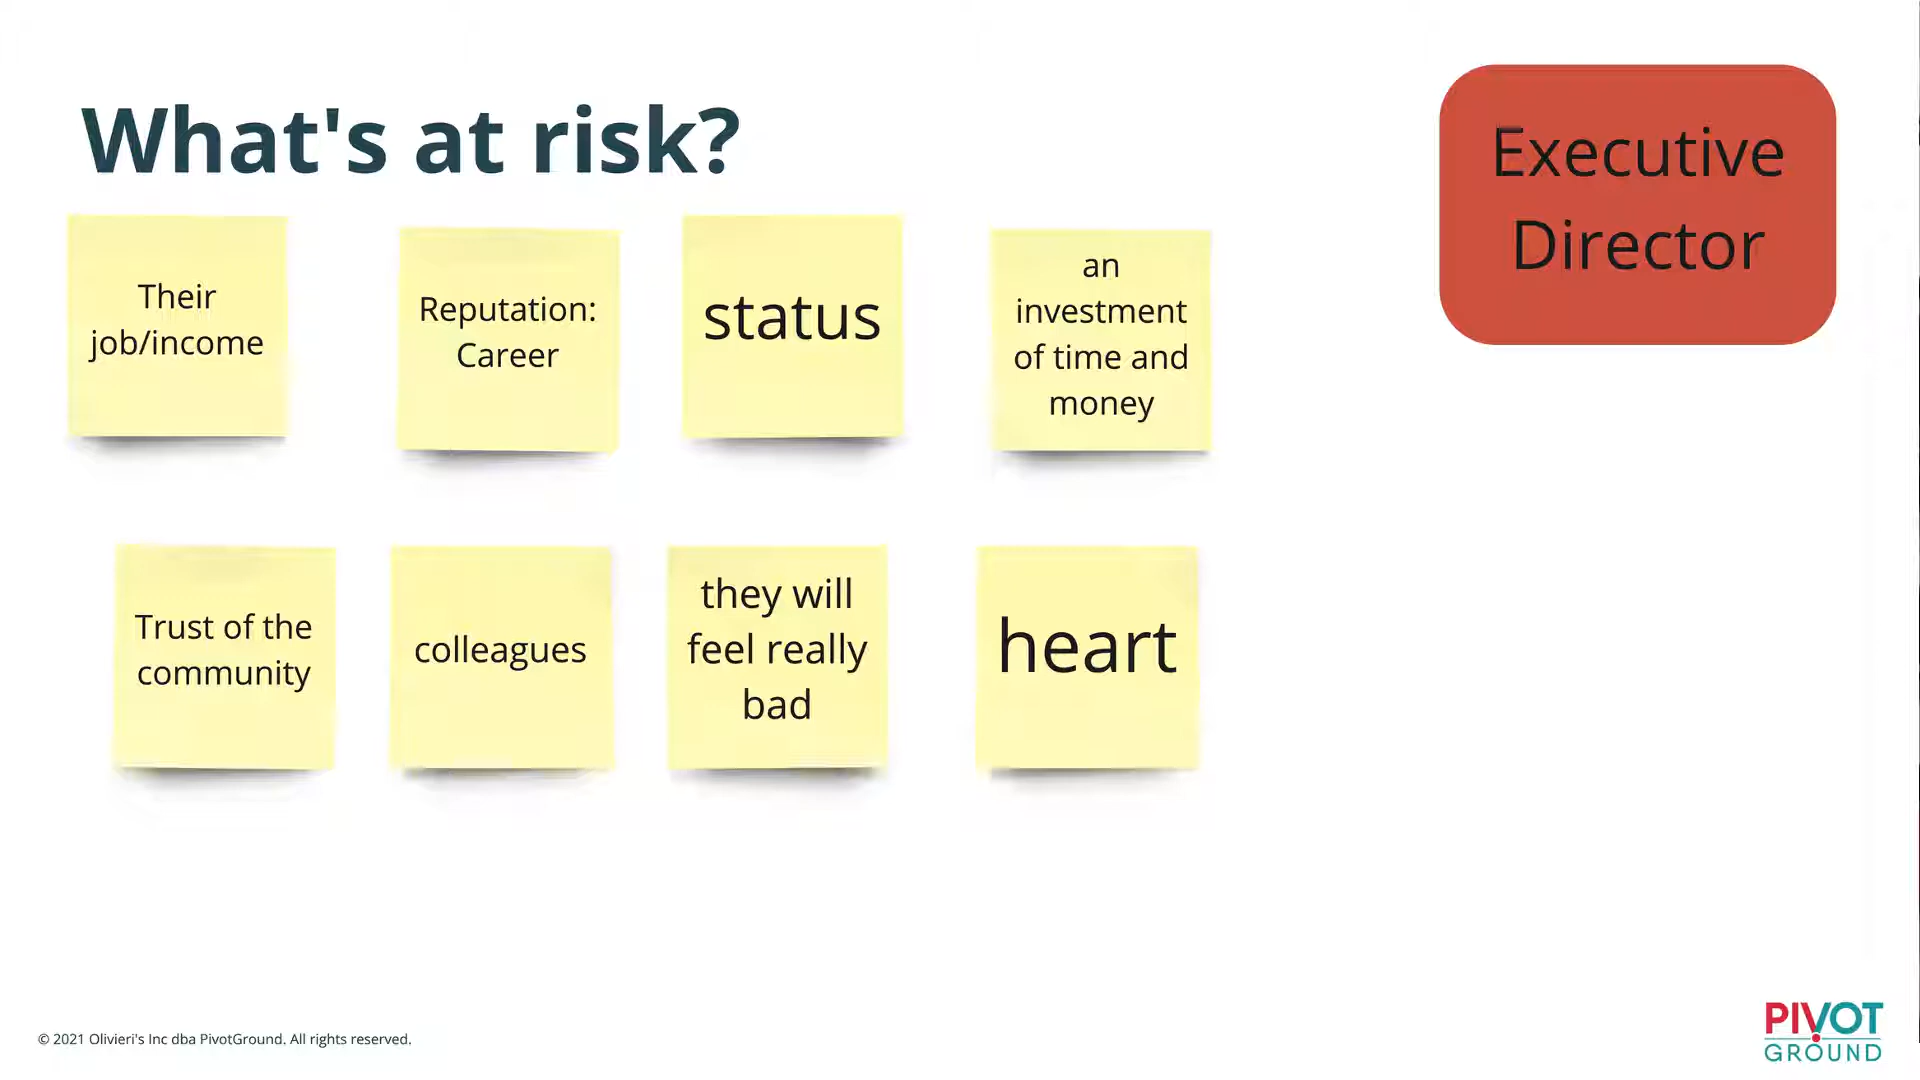 What's at risk?
Executive
Director
Their
job/income
Reputation:
Career
status
an
investment
of time and
money
Trust of the
community
colleagues
they will
feel really
bad
heart
© 2021 Olivieri's Inc dba PivotGround. All rights reserved.
PIVOT
GROUND